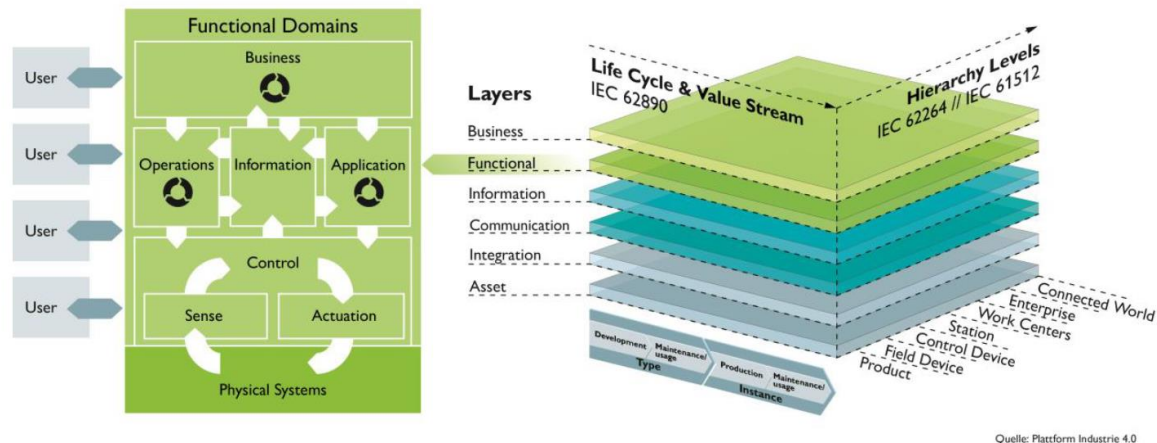 Functional Domains
User
User
User
User
Business
Operations
Information
Application
Control
Sense
Actuation
Physical Systems
Layers
Business
Functional
Information
Communication
Integration
Asset
Life Cycle & Value Stream
IEC 62890
Hierarchy Levels
IEC 62264 // IEC 61512
Connected World
Enterprise
Work Centers
Station
Control Device
Field Device
Product
Development
Maintenance/
usage
Type
Production
Maintenance/
usage
Instance
Quelle: Plattform Industrie 4.0